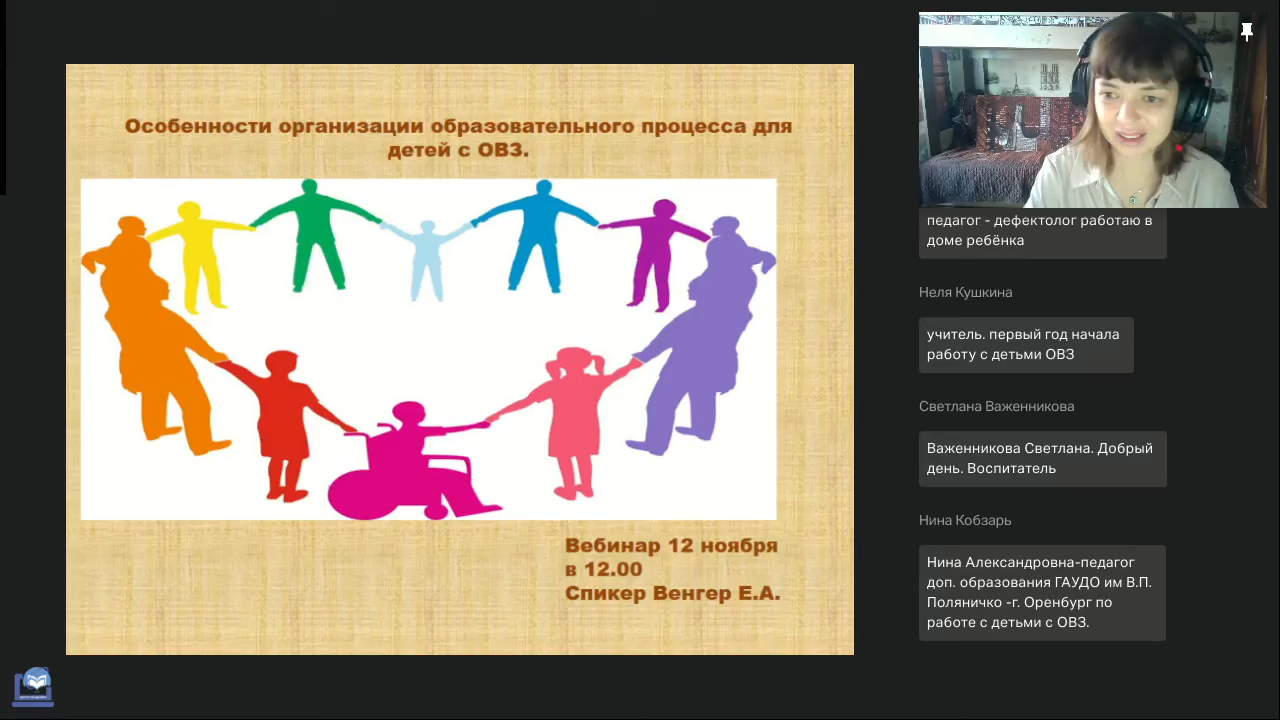 Особенности организации образовательного процесса для
детей с ОВЗ.
Вебинар 12 ноября
в 12.00
Спикер Венгер Е.А.
педагог - дефектолог работаю в
доме ребёнка
Неля Кушкина
учитель. первый год начала
работу с детьми ОВЗ
Светлана Важенникова
Важенникова Светлана. Добрый
день. Воспитатель
Нина Кобзарь
Нина Александровна-педагог
доп. образования ГАУДО им В.П.
Поляничко -г. Оренбург по
работе с детьми с ОВЗ.